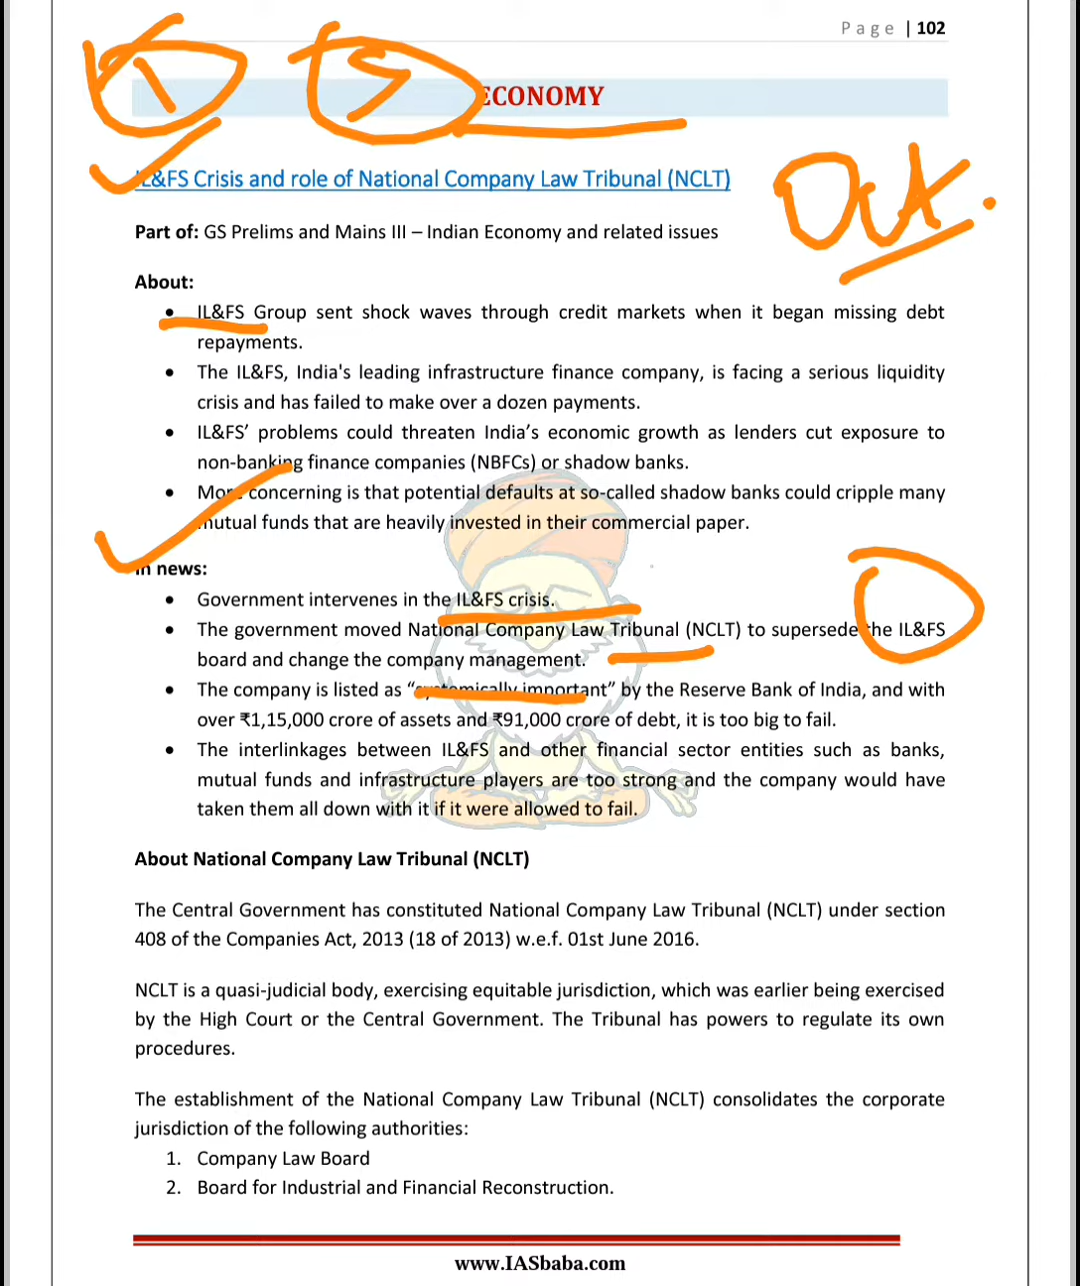 Page | 102
ECONOMY
IL&FS Crisis and role of National Company Law Tribunal (NCLT)
Oct.
Part of: GS Prelims and Mains III – Indian Economy and related issues
About:
• IL&FS Group sent shock waves through credit markets when it began missing debt
repayments.
• The IL&FS, India's leading infrastructure finance company, is facing a serious liquidity
crisis and has failed to make over a dozen payments.
• IL&FS’ problems could threaten India’s economic growth as lenders cut exposure to
non-banking finance companies (NBFCs) or shadow banks.
• More concerning is that potential defaults at so-called shadow banks could cripple many
mutual funds that are heavily invested in their commercial paper.
In news:
• Government intervenes in the IL&FS crisis.
• The government moved National Company Law Tribunal (NCLT) to supersede the IL&FS
board and change the company management.
• The company is listed as “systemically important” by the Reserve Bank of India, and with
over ₹1,15,000 crore of assets and ₹91,000 crore of debt, it is too big to fail.
• The interlinkages between IL&FS and other financial sector entities such as banks,
mutual funds and infrastructure players are too strong and the company would have
taken them all down with it if it were allowed to fail.
About National Company Law Tribunal (NCLT)
The Central Government has constituted National Company Law Tribunal (NCLT) under section
408 of the Companies Act, 2013 (18 of 2013) w.e.f. 01st June 2016.
NCLT is a quasi-judicial body, exercising equitable jurisdiction, which was earlier being exercised
by the High Court or the Central Government. The Tribunal has powers to regulate its own
procedures.
The establishment of the National Company Law Tribunal (NCLT) consolidates the corporate
jurisdiction of the following authorities:
1. Company Law Board
2. Board for Industrial and Financial Reconstruction.
www.IASbaba.com